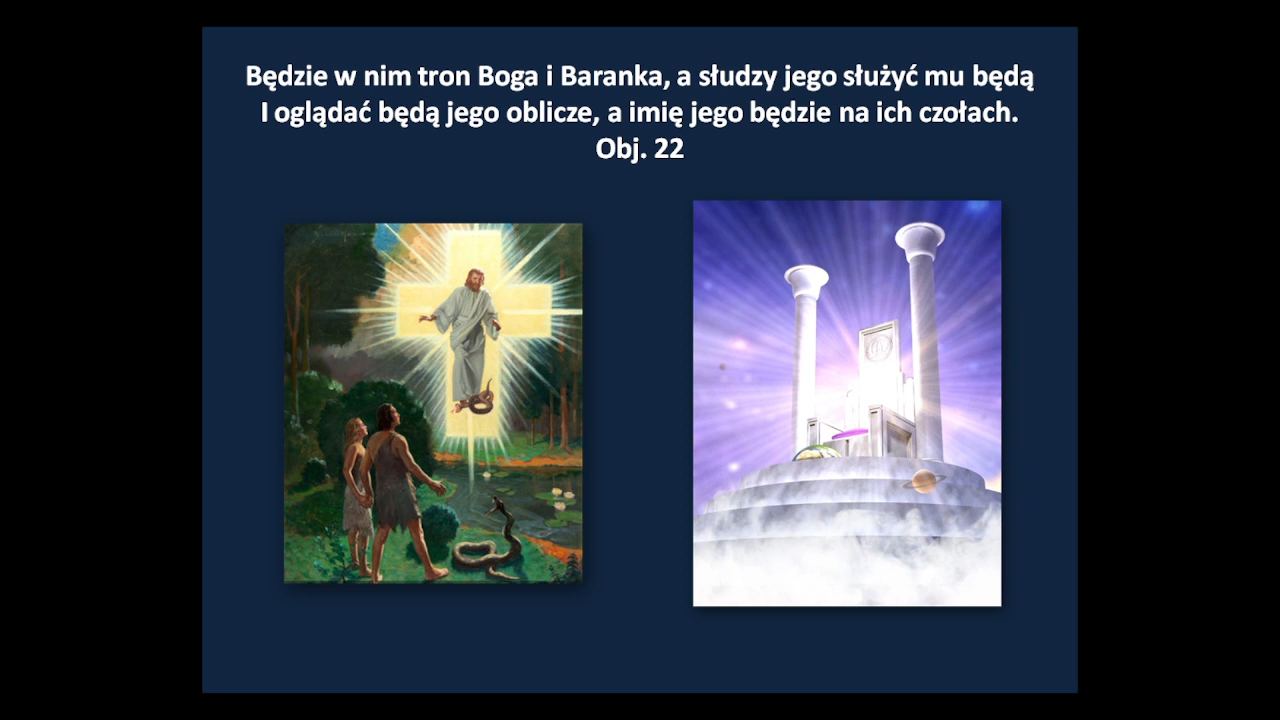 Będzie w nim tron Boga i Baranka, a słudzy jego służyć mu będą
I oglądać będą jego oblicze, a imię jego będzie na ich czołach.
Obj. 22